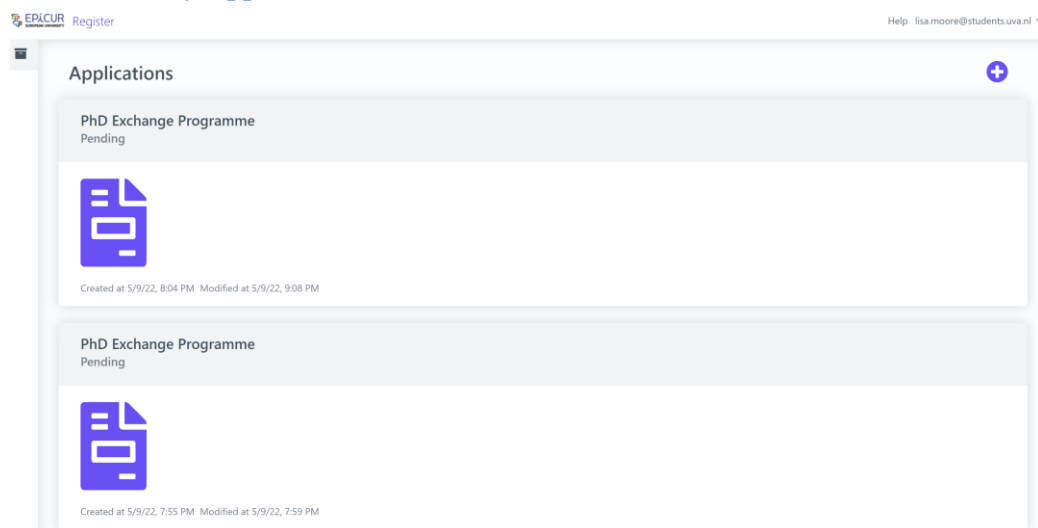 EPICUR Register
EUROPEAN UNIVERSITY
Help lisa.moore@students.uva.nl
Applications
PhD Exchange Programme
Pending
Created at 5/9/22, 8:04 PM Modified at 5/9/22, 9:08 PM
PhD Exchange Programme
Pending
Created at 5/9/22, 7:55 PM Modified at 5/9/22, 7:59 PM